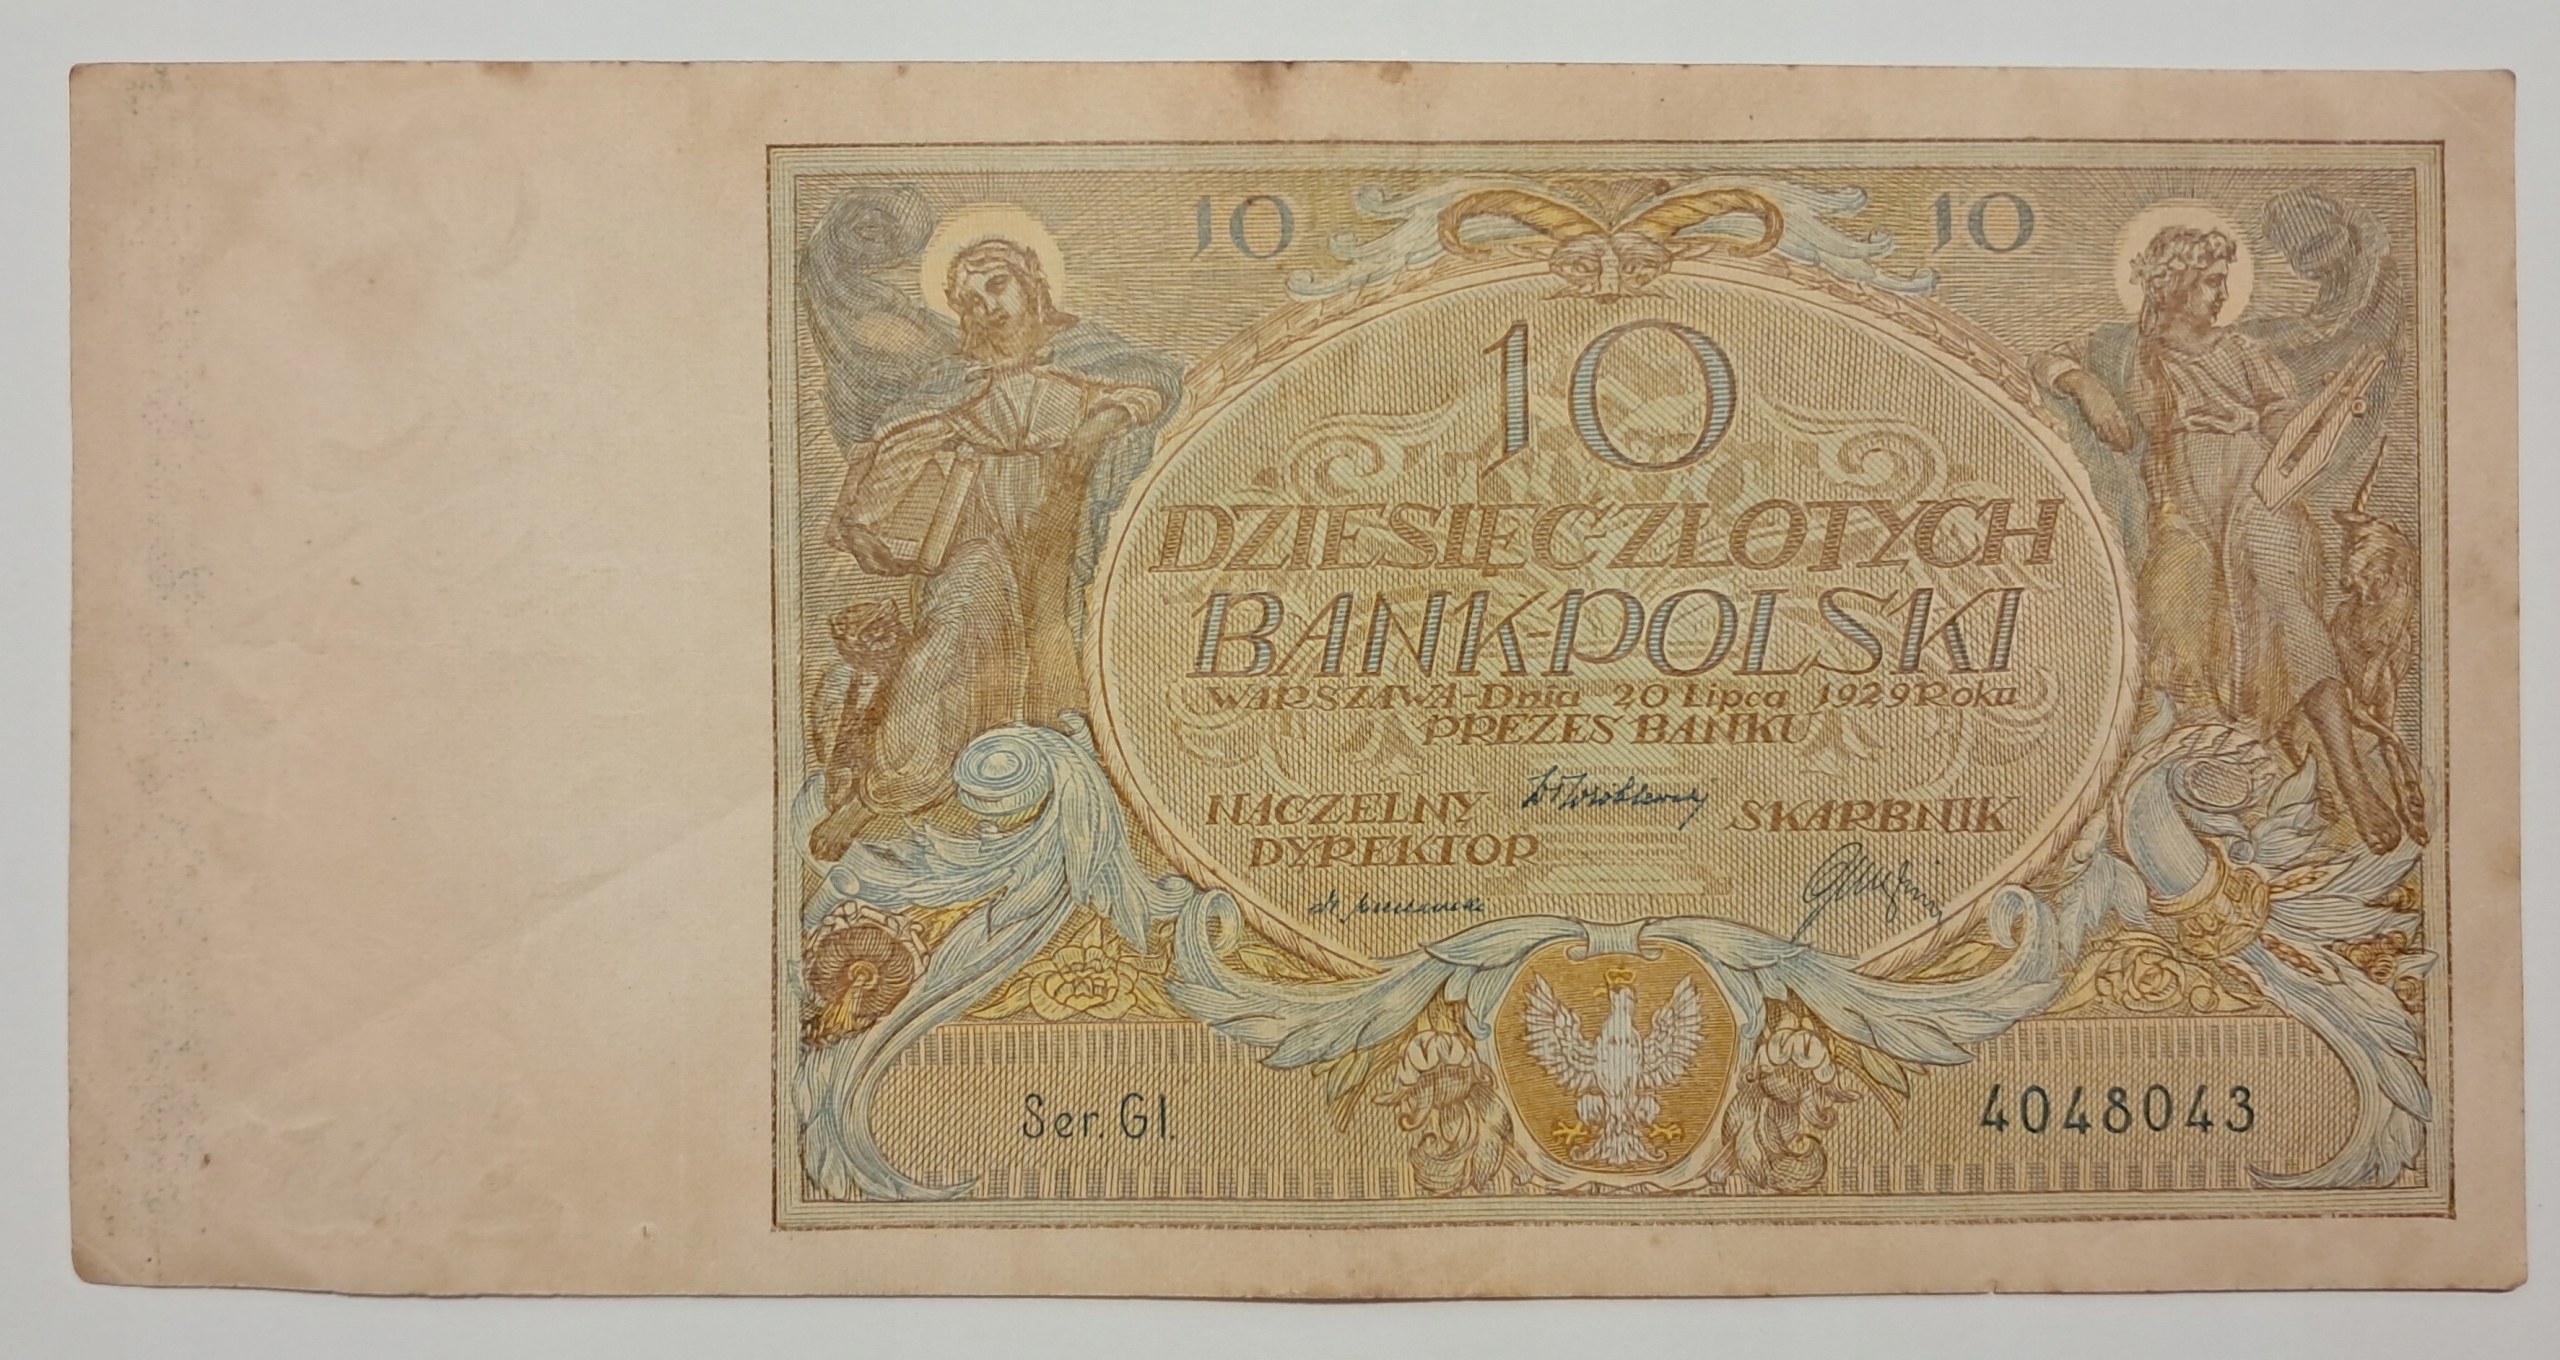 10 10
10
DZIESIĘĆ ZŁOTYCH
BANK-POLSKI
WARSZAWA-Dnia 20 Lipca 1929 Roku
PREZES BANKU
NACZELNY SKARBNIK
DYREKTOR
Ser. GI. 4048043